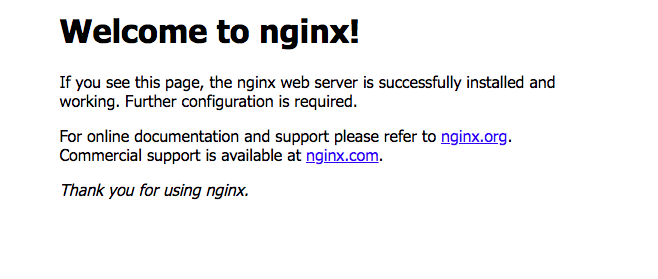 Welcome to nginx!
If you see this page, the nginx web server is successfully installed and
working. Further configuration is required.
For online documentation and support please refer to nginx.org.
Commercial support is available at nginx.com.
Thank you for using nginx.